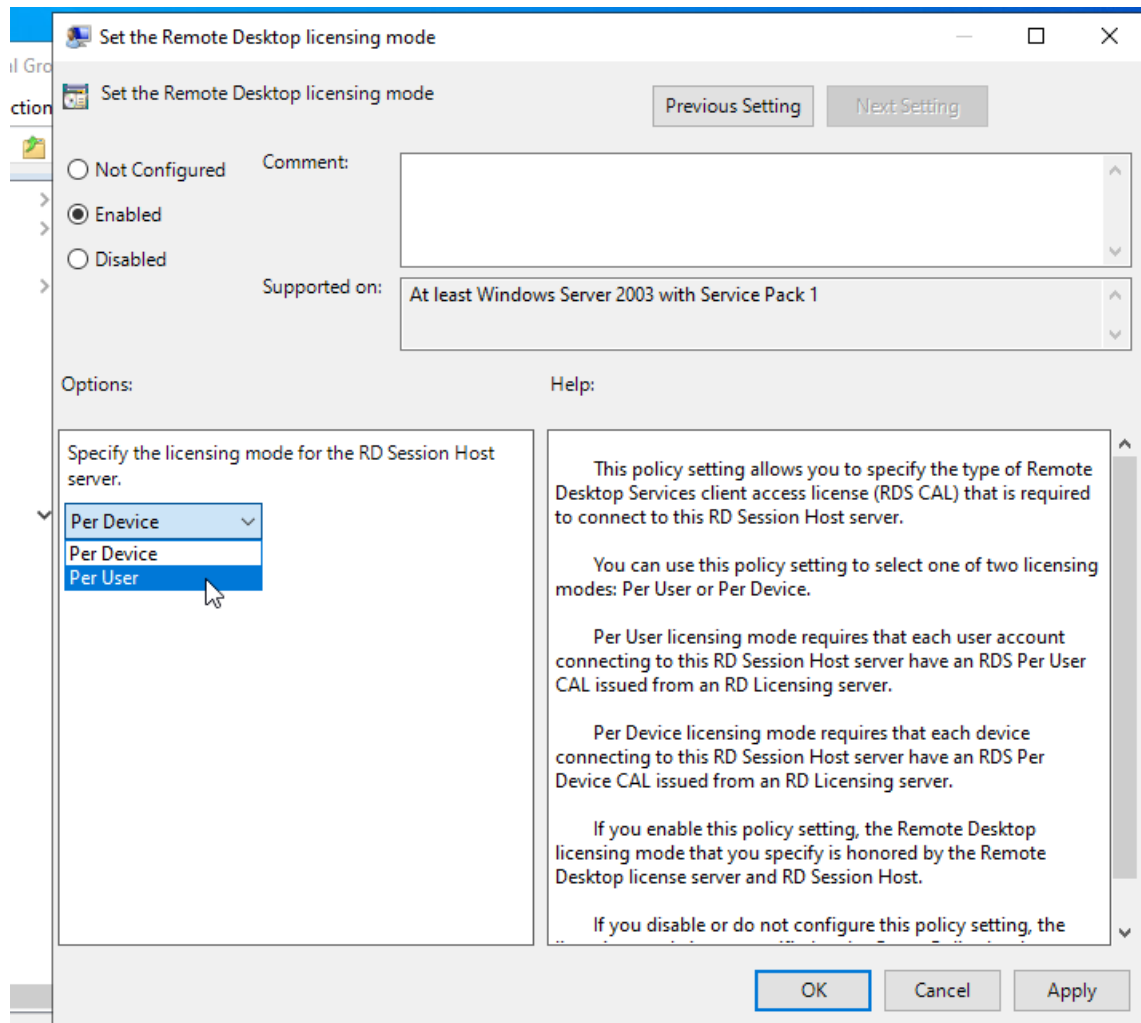 Set the Remote Desktop licensing mode
al Gro
ction
Set the Remote Desktop licensing mode
Previous Setting
Next Setting
Not Configured
Enabled
Disabled
Comment:
Supported on:
At least Windows Server 2003 with Service Pack 1
Options:
Help:
Specify the licensing mode for the RD Session Host
server.
Per Device
Per Device
Per User
This policy setting allows you to specify the type of Remote
Desktop Services client access license (RDS CAL) that is required
to connect to this RD Session Host server.
You can use this policy setting to select one of two licensing
modes: Per User or Per Device.
Per User licensing mode requires that each user account
connecting to this RD Session Host server have an RDS Per User
CAL issued from an RD Licensing server.
Per Device licensing mode requires that each device
connecting to this RD Session Host server have an RDS Per
Device CAL issued from an RD Licensing server.
If you enable this policy setting, the Remote Desktop
licensing mode that you specify is honored by the Remote
Desktop license server and RD Session Host.
If you disable or do not configure this policy setting, the
OK
Cancel
Apply